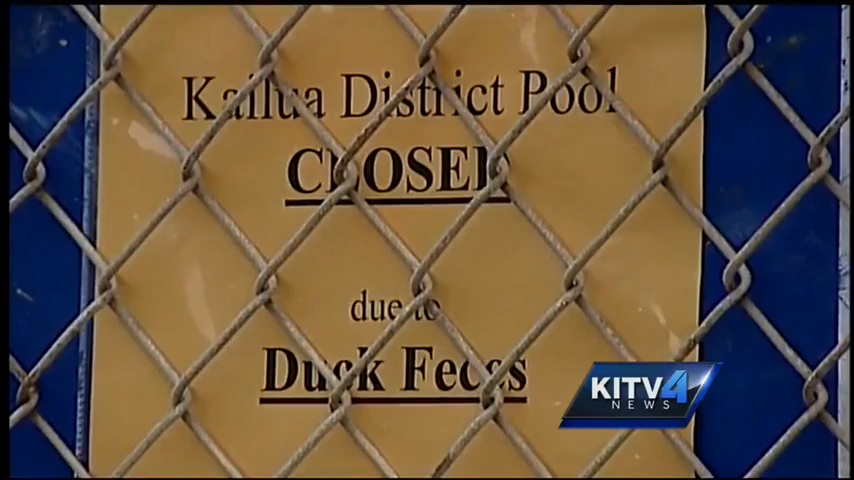 Kailua District Pool
CLOSED
due to
Duck Feces
KITV4
NEWS